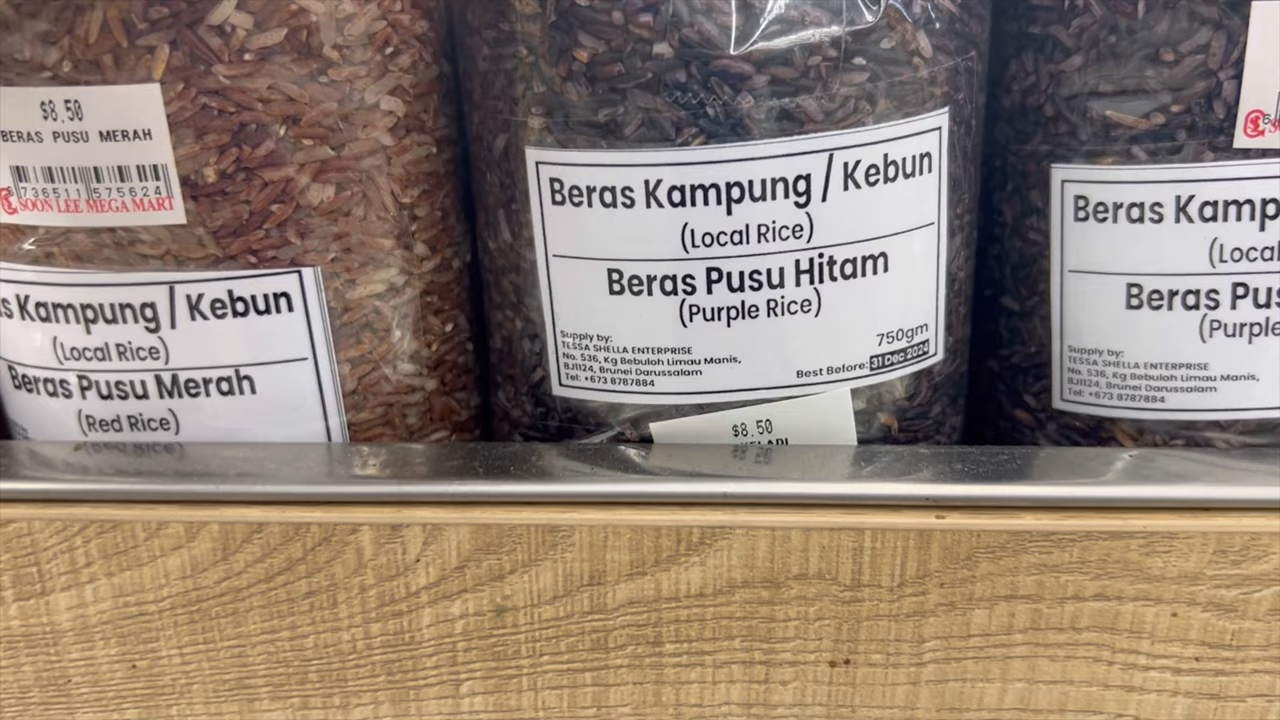 $8.50
BERAS PUSU MERAH
736511 575624
SOON LEE MEGA MART
Kampung / Kebun
(Local Rice)
Beras Pusu Merah
(Red Rice)
Beras Kampung / Kebun
(Local Rice)
Beras Pusu Hitam
(Purple Rice)
Supply by:
TESSA SHELLA ENTERPRISE
No. 536, Kg Bebuloh Limau Manis,
BJ1124, Brunei Darussalam
Tel: +673 8787884
750gm
Best Before: 31 Dec 2024
$8.50
Beras Kamp
(Local
Beras Pus
(Purple
Supply by:
TESSA SHELLA ENTERPRISE
No. 536, Kg Bebuloh Limau Manis,
BJ1124, Brunei Darussalam
Tel: +673 8787884